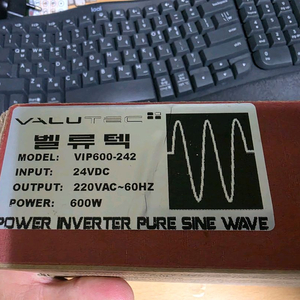 VALUTEC
벨류텍
MODEL: VIP600-242
INPUT: 24VDC
OUTPUT: 220VAC~60HZ
POWER: 600W
POWER INVERTER PURE SINE WAVE